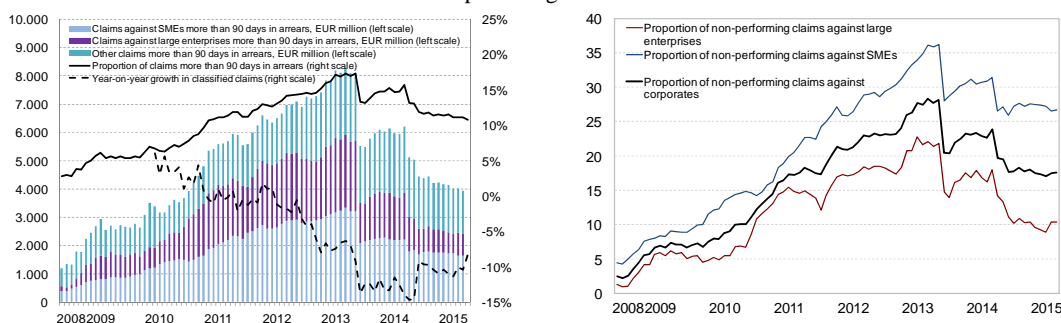 10.000
9.000
8.000
7.000
6.000
5.000
4.000
3.000
2.000
1.000
0
Claims against SMEs more than 90 days in arrears, EUR million (left scale)
Claims against large enterprises more than 90 days in arrears, EUR million (left scale)
Other claims more than 90 days in arrears, EUR million (left scale)
Proportion of claims more than 90 days in arrears (right scale)
Year-on-year growth in classified claims (right scale)
25%
20%
15%
10%
5%
0%
-5%
-10%
-15%
2008 2009 2010 2011 2012 2013 2014 2015
40
35
30
25
20
15
10
5
0
Proportion of non-performing claims against large
enterprises
Proportion of non-performing claims against SMEs
Proportion of non-performing claims against
corporates
2008 2009 2010 2011 2012 2013 2014 2015